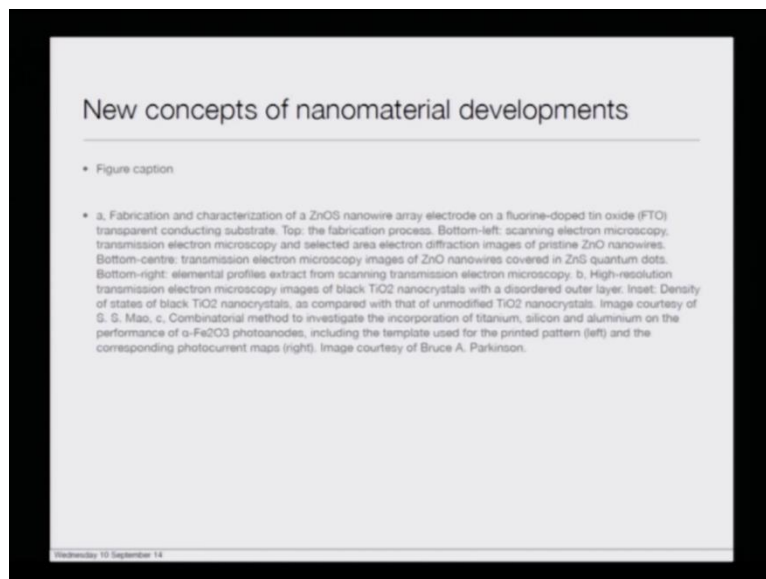 New concepts of nanomaterial developments
• Figure caption
• a, Fabrication and characterization of a ZnOS nanowire array electrode on a fluorine-doped tin oxide (FTO)
transparent conducting substrate. Top: the fabrication process. Bottom-left: scanning electron microscopy,
transmission electron microscopy and selected area electron diffraction images of pristine ZnO nanowires.
Bottom-centre: transmission electron microscopy images of ZnO nanowires covered in ZnS quantum dots.
Bottom-right: elemental profiles extract from scanning transmission electron microscopy. b, High-resolution
transmission electron microscopy images of black TiO2 nanocrystals with a disordered outer layer. Inset: Density
of states of black TiO2 nanocrystals, as compared with that of unmodified TiO2 nanocrystals. Image courtesy of
S. S. Mao, c, Combinatorial method to investigate the incorporation of titanium, silicon and aluminium on the
performance of α-Fe2O3 photoanodes, including the template used for the printed pattern (left) and the
corresponding photocurrent maps (right). Image courtesy of Bruce A. Parkinson.
Wednesday 10 September 14